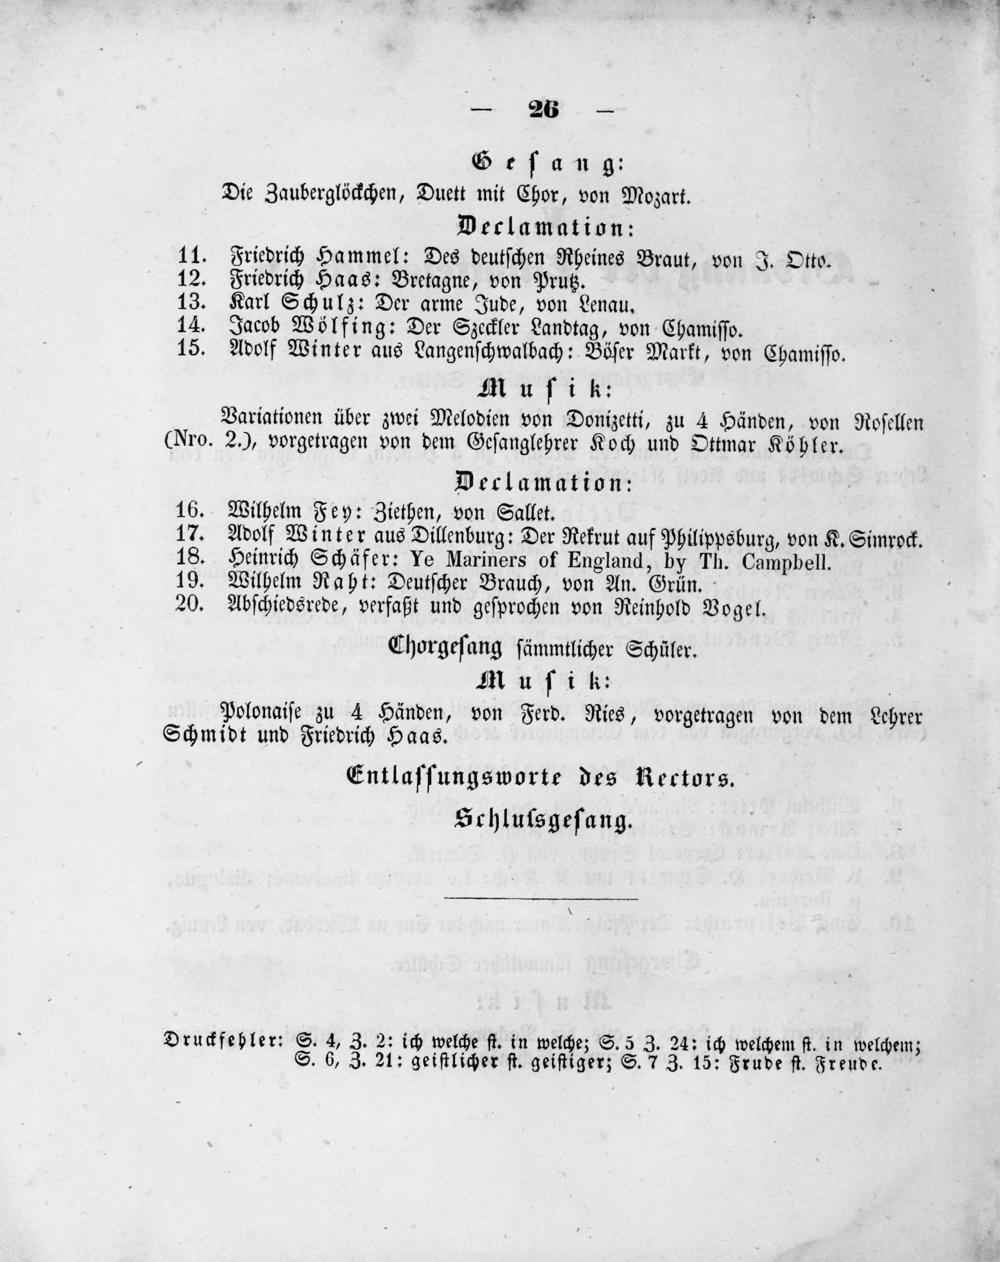 — 26 —
Gesang:
Die Zauberglöckchen, Duett mit Chor, von Mozart.
Declamation:
11. Friedrich Hammel: Des deutschen Rheines Braut, von J. Otto.
12. Friedrich Haas: Bretagne, von Prutz.
13. Karl Schulz: Der arme Jude, von Lenau.
14. Jacob Wölfing: Der Szeckler Landtag, von Chamisso.
15. Adolf Winter aus Langenschwalbach: Böser Markt, von Chamisso.
Musik:
Variationen über zwei Melodien von Donizetti, zu 4 Händen, von Rosellen
(Nro. 2.), vorgetragen von dem Gesanglehrer Koch und Ottmar Köhler.
Declamation:
16. Wilhelm Fey: Ziethen, von Sallet.
17. Adolf Winter aus Dillenburg: Der Rekrut auf Philippsburg, von K. Simrock.
18. Heinrich Schäfer: Ye Mariners of England, by Th. Campbell.
19. Wilhelm Raht: Deutscher Brauch, von An. Grün.
20. Abschiedsrede, verfaßt und gesprochen von Reinhold Vogel.
Chorgesang sämmtlicher Schüler.
Musik:
Polonaise zu 4 Händen, von Ferd. Ries, vorgetragen von dem Lehrer
Schmidt und Friedrich Haas.
Entlassungsworte des Rectors.
Schlussgesang.
Druckfehler: S. 4, Z. 2: ich welche st. in welche; S. 5 Z. 24: ich welchem st. in welchem;
S. 6, Z. 21: geistlicher st. geistiger; S. 7 Z. 15: Frude st. Freude.